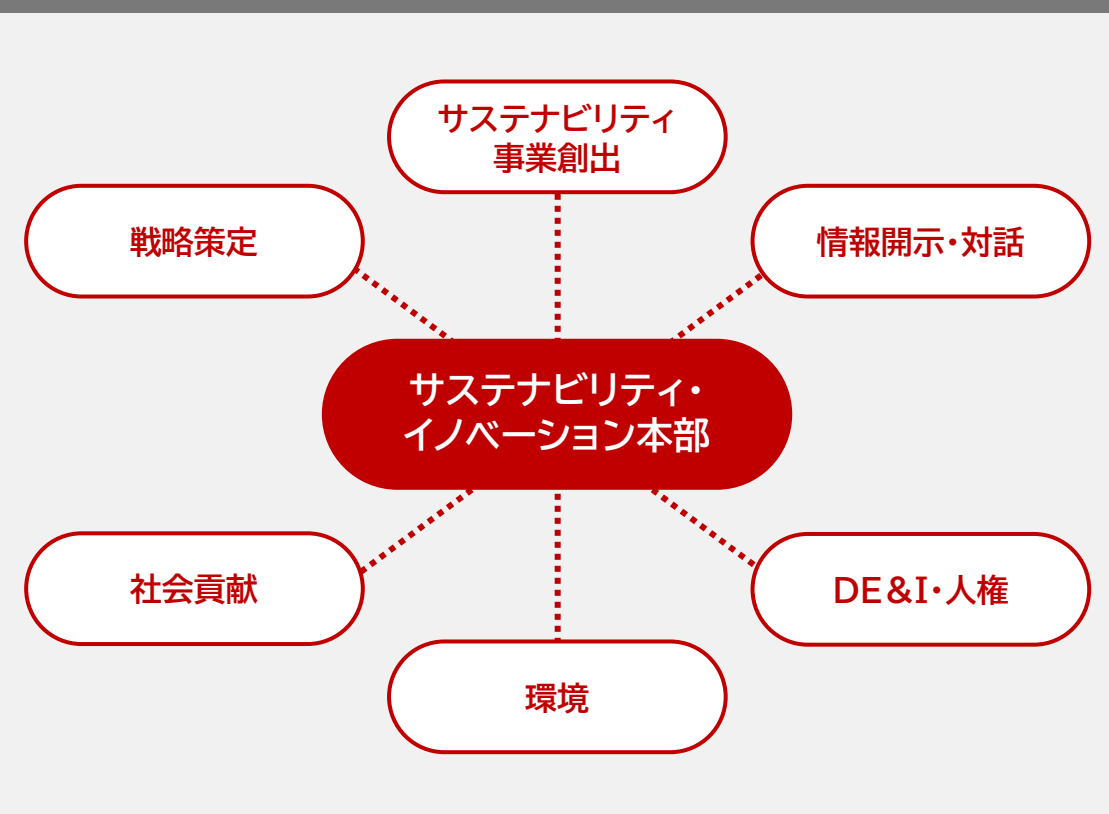 サステナビリティ
事業創出
戦略策定
情報開示・対話
サステナビリティ・
イノベーション本部
社会貢献
DE&I・人権
環境